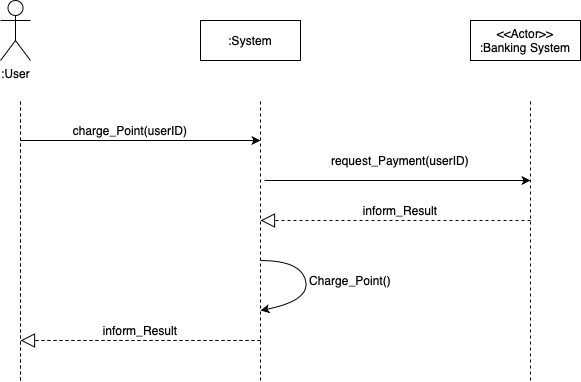 :User
:System
<<Actor>>
:Banking System
charge_Point(userID)
request_Payment(userID)
inform_Result
Charge_Point()
inform_Result